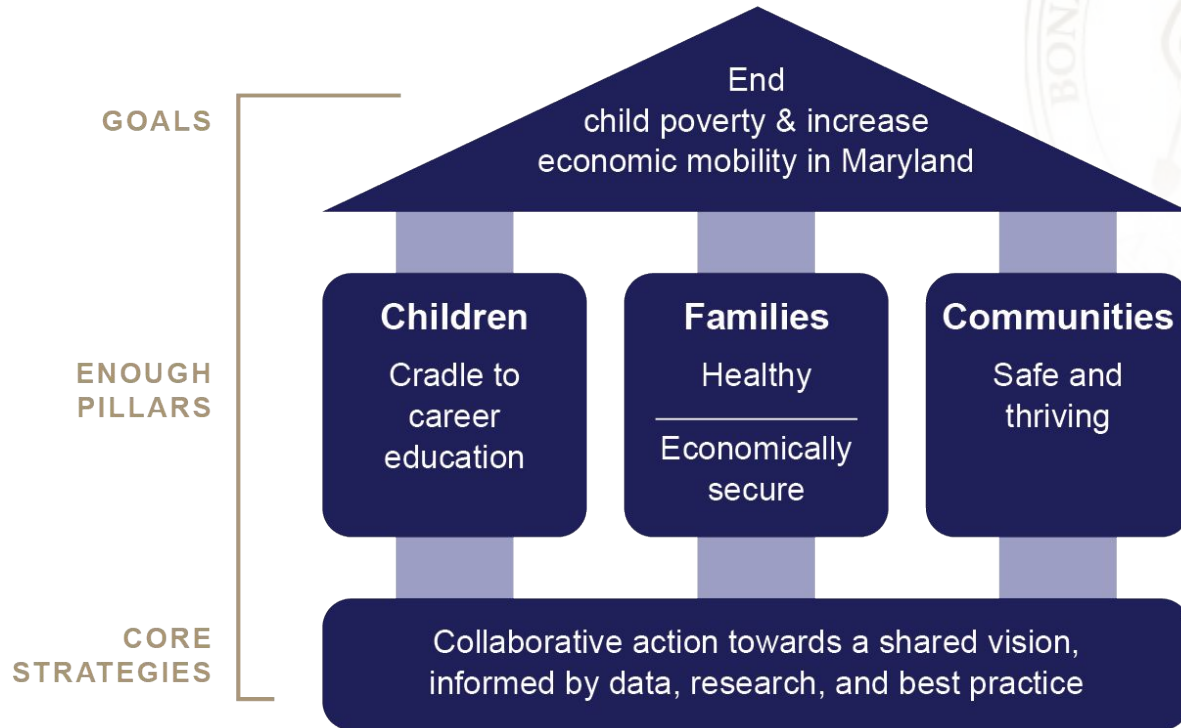 GOALS
End
child poverty & increase
economic mobility in Maryland
ENOUGH
PILLARS
Children
Cradle to
career
education
Families
Healthy
Economically
secure
Communities
Safe and
thriving
CORE
STRATEGIES
Collaborative action towards a shared vision,
informed by data, research, and best practice